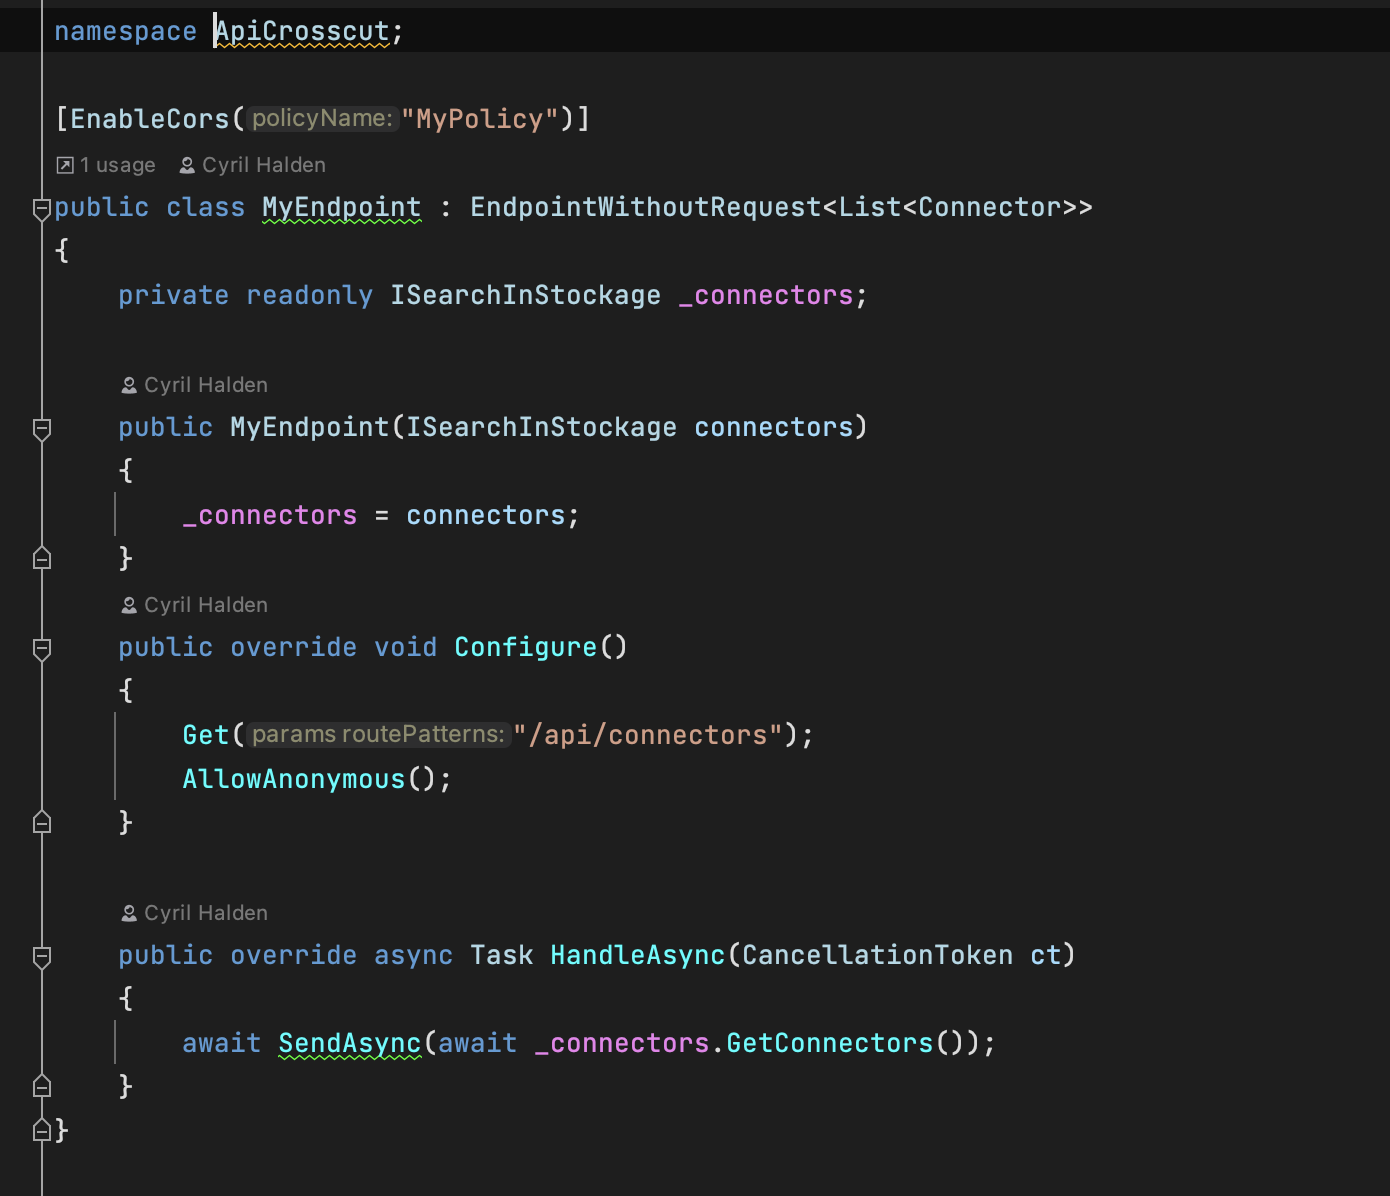 namespace ApiCrosscut;
[EnableCors(policyName:"MyPolicy")]
1 usage Cyril Halden
public class MyEndpoint : EndpointWithoutRequest<List<Connector>>
{
private readonly ISearchInStockage _connectors;
Cyril Halden
public MyEndpoint(ISearchInStockage connectors)
{
_connectors = connectors;
}
Cyril Halden
public override void Configure()
{
Get(params routePatterns:"/api/connectors");
AllowAnonymous();
}
Cyril Halden
public override async Task HandleAsync(CancellationToken ct)
{
await SendAsync(await _connectors.GetConnectors());
}
}